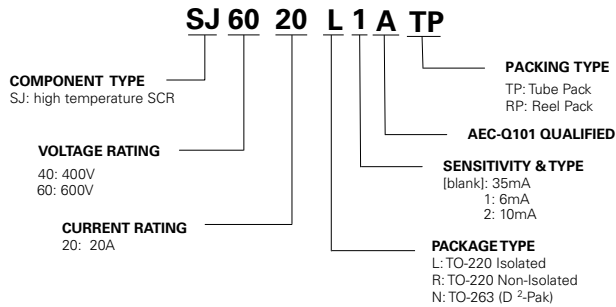 SJ 60 20 L 1 A TP
COMPONENT TYPE
SJ: high temperature SCR
VOLTAGE RATING
40: 400V
60: 600V
CURRENT RATING
20: 20A
PACKING TYPE
TP: Tube Pack
RP: Reel Pack
AEC-Q101 QUALIFIED
SENSITIVITY & TYPE
[blank]: 35mA
1: 6mA
2: 10mA
PACKAGE TYPE
L: TO-220 Isolated
R: TO-220 Non-Isolated
N: TO-263 (D ²-Pak)